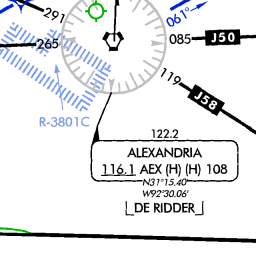 291
061°
265
085
J50
119
J58
R-3801C
122.2
ALEXANDRIA
116.1 AEX (H) (H) 108
N31°15.40'
W92°30.06'
DE RIDDER